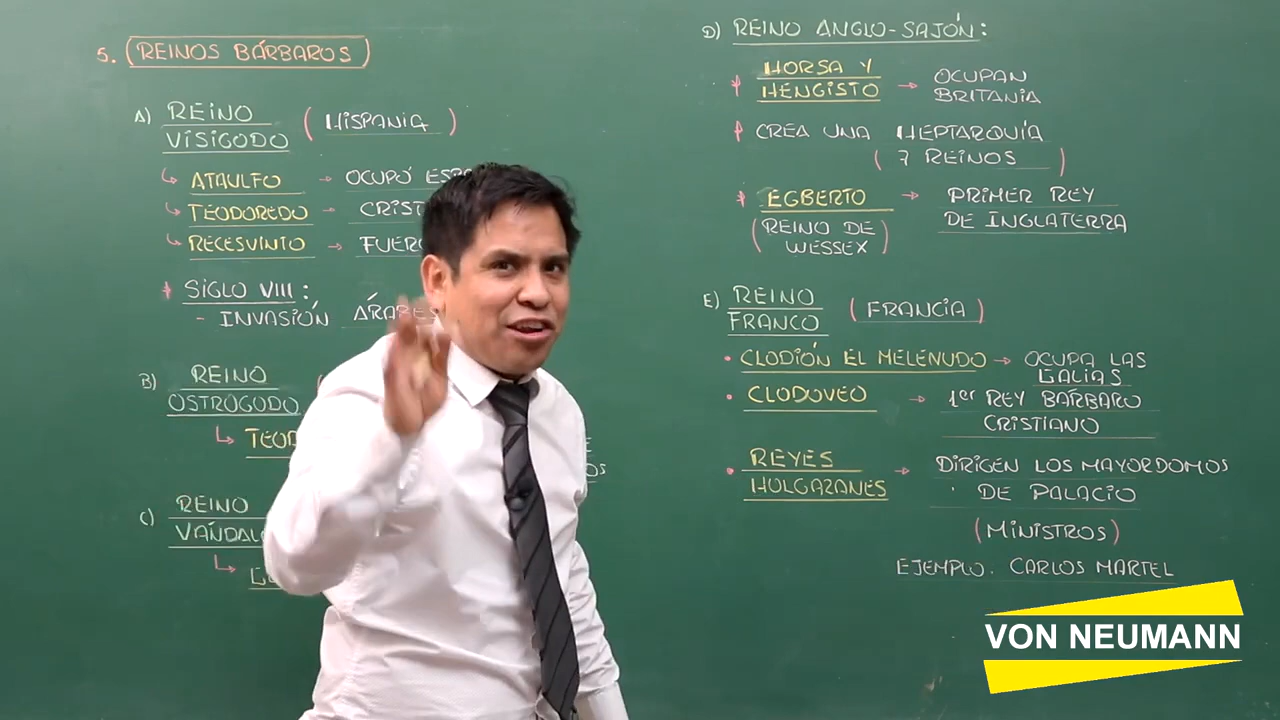 5. (REINOS BÁRBAROS)
A) REINO
VISIGODO
(HISPANIA)
ATAULFO → OCUPÓ
TEODOREDO →
RECESVINTO →
SIGLO VIII:
- INVASIÓN ÁRABES
B) REINO
OSTROGODO
C) REINO
D) REINO ANGLO-SAJÓN:
HORSA Y
HENGISTO → OCUPAN
BRITANIA
CREA UNA HEPTARQUÍA
(7 REINOS)
EGBERTO → PRIMER REY
DE INGLATERRA
(REINO DE
WESSEX)
E) REINO
FRANCO (FRANCIA)
• CLODIÓN EL MELENUDO → OCUPA LAS
GALIAS
• CLODOVEO → 1er REY BÁRBARO
CRISTIANO
• REYES
HOLGAZANES → DIRIGEN LOS MAYORDOMOS
DE PALACIO
(MINISTROS)
EJEMPLO. CARLOS MARTEL
VON NEUMANN